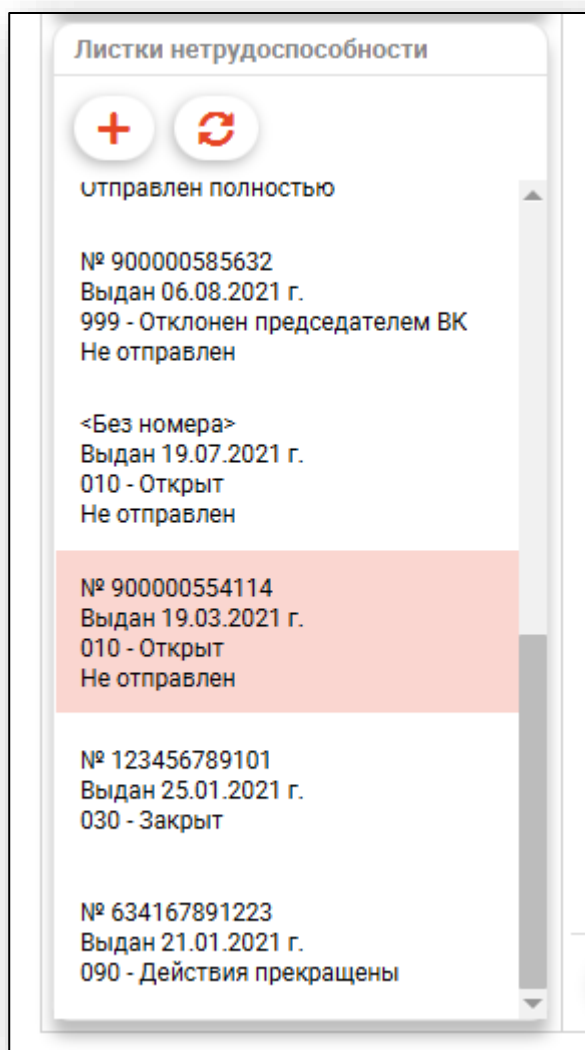 Листки нетрудоспособности
Отправлен полностью
№ 900000585632
Выдан 06.08.2021 г.
999 - Отклонен председателем ВК
Не отправлен
<Без номера>
Выдан 19.07.2021 г.
010 - Открыт
Не отправлен
№ 900000554114
Выдан 19.03.2021 г.
010 - Открыт
Не отправлен
№ 123456789101
Выдан 25.01.2021 г.
030 - Закрыт
№ 634167891223
Выдан 21.01.2021 г.
090 - Действия прекращены